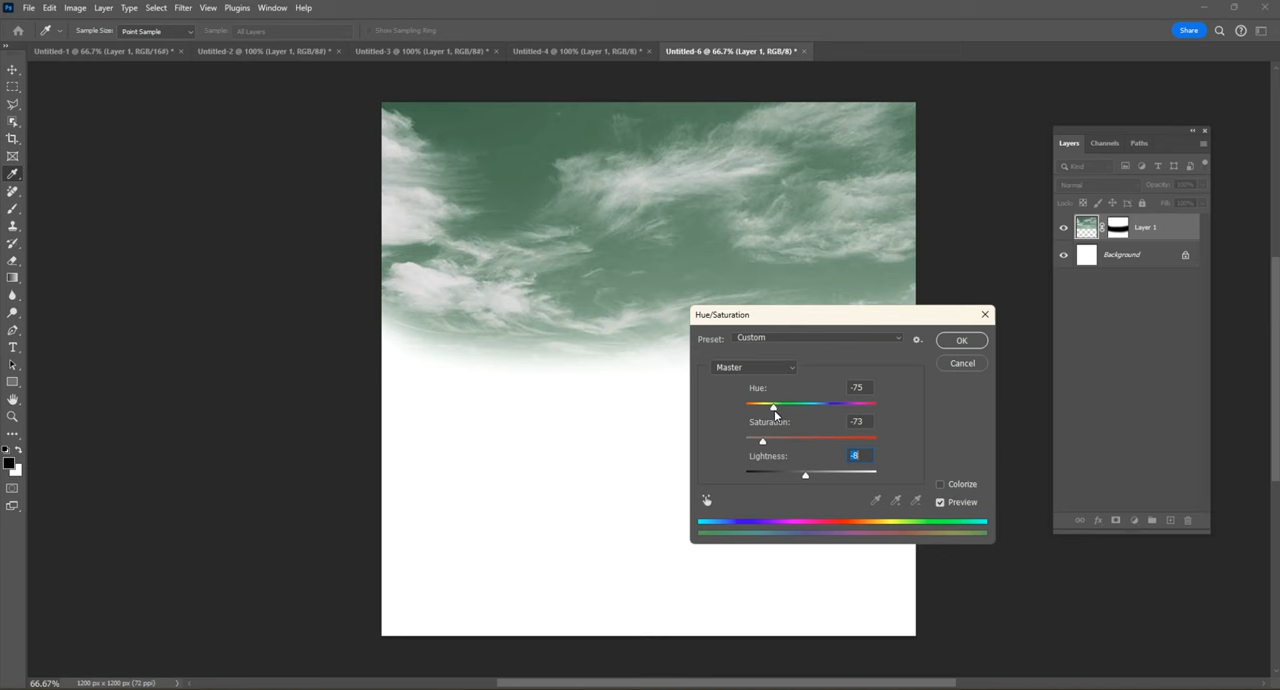 Ps File Edit Image Layer Type Select Filter View Plugins Window Help
Sample Size: Point Sample Sample: All Layers Show Sampling Ring Share
Untitled-1 @ 66.7% (Layer 1, RGB/16#) * × Untitled-2 @ 100% (Layer 1, RGB/8#) * × Untitled-3 @ 100% (Layer 1, RGB/8#) * × Untitled-4 @ 100% (Layer 1, RGB/8) * × Untitled-6 @ 66.7% (Layer 1, RGB/8) * ×
Layers Channels Paths
Kind
Normal Opacity: 100%
Lock: Fill: 100%
Layer 1
Background
Hue/Saturation
Preset: Custom OK
Cancel
Master
Hue: -75
Saturation: -73
Lightness: -8
Colorize
Preview
fx
66.67% 1200 px x 1200 px (72 ppi)